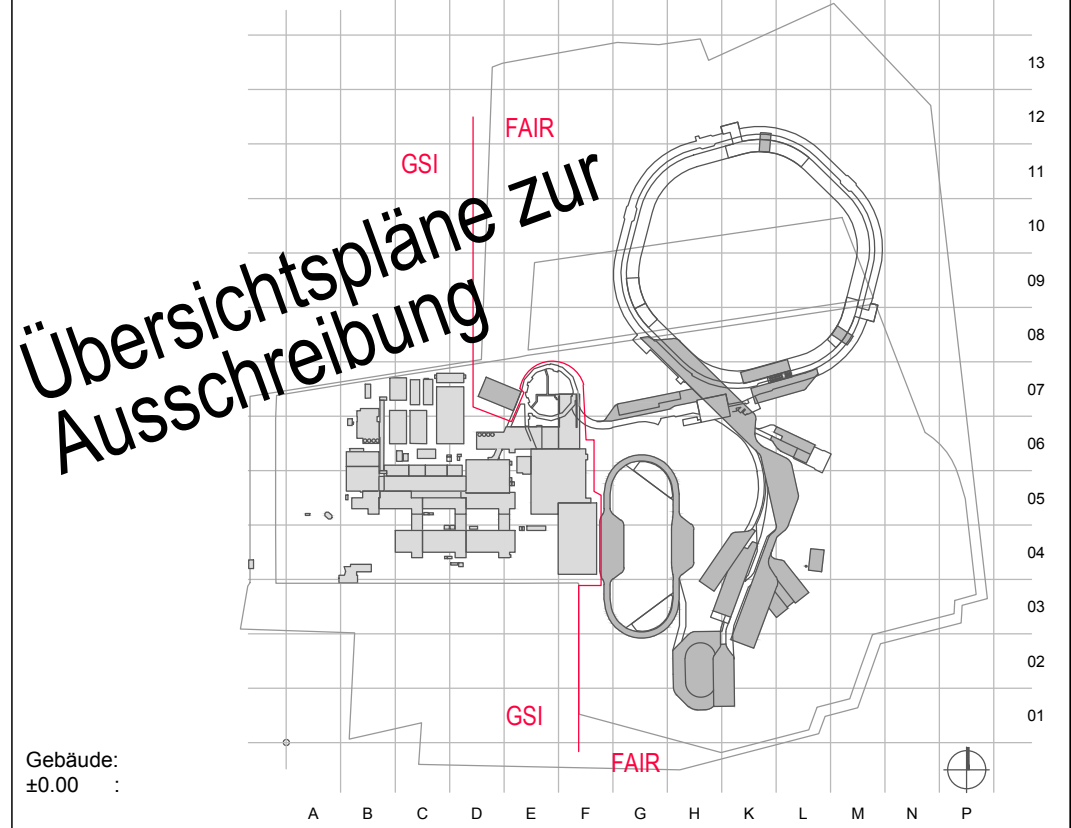 13
12
11
10
09
08
07
06
05
04
03
02
01
FAIR
GSI
Übersichtspläne zur
Ausschreibung
GSI
FAIR
Gebäude:
±0.00 :
A B C D E F G H K L M N P